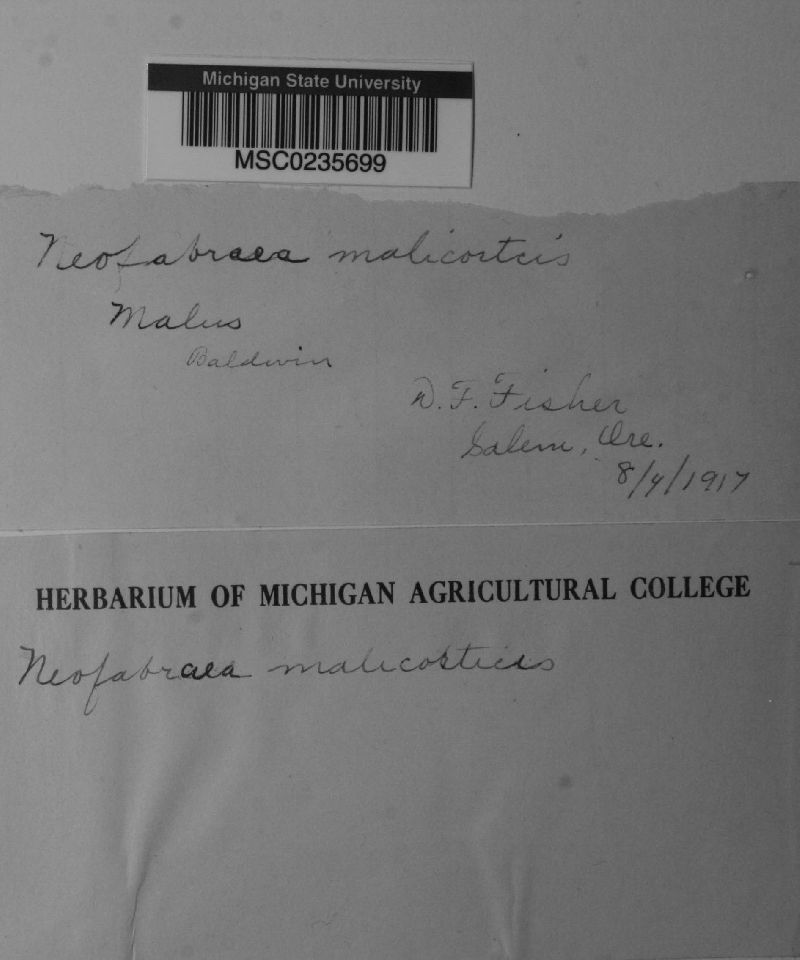 Michigan State University
MSC0235699
Neofabraea malicorticis
Malus
Baldwin
D. F. Fisher
Salem, Ore.
8/4/1917
HERBARIUM OF MICHIGAN AGRICULTURAL COLLEGE
Neofabraea malicorticis